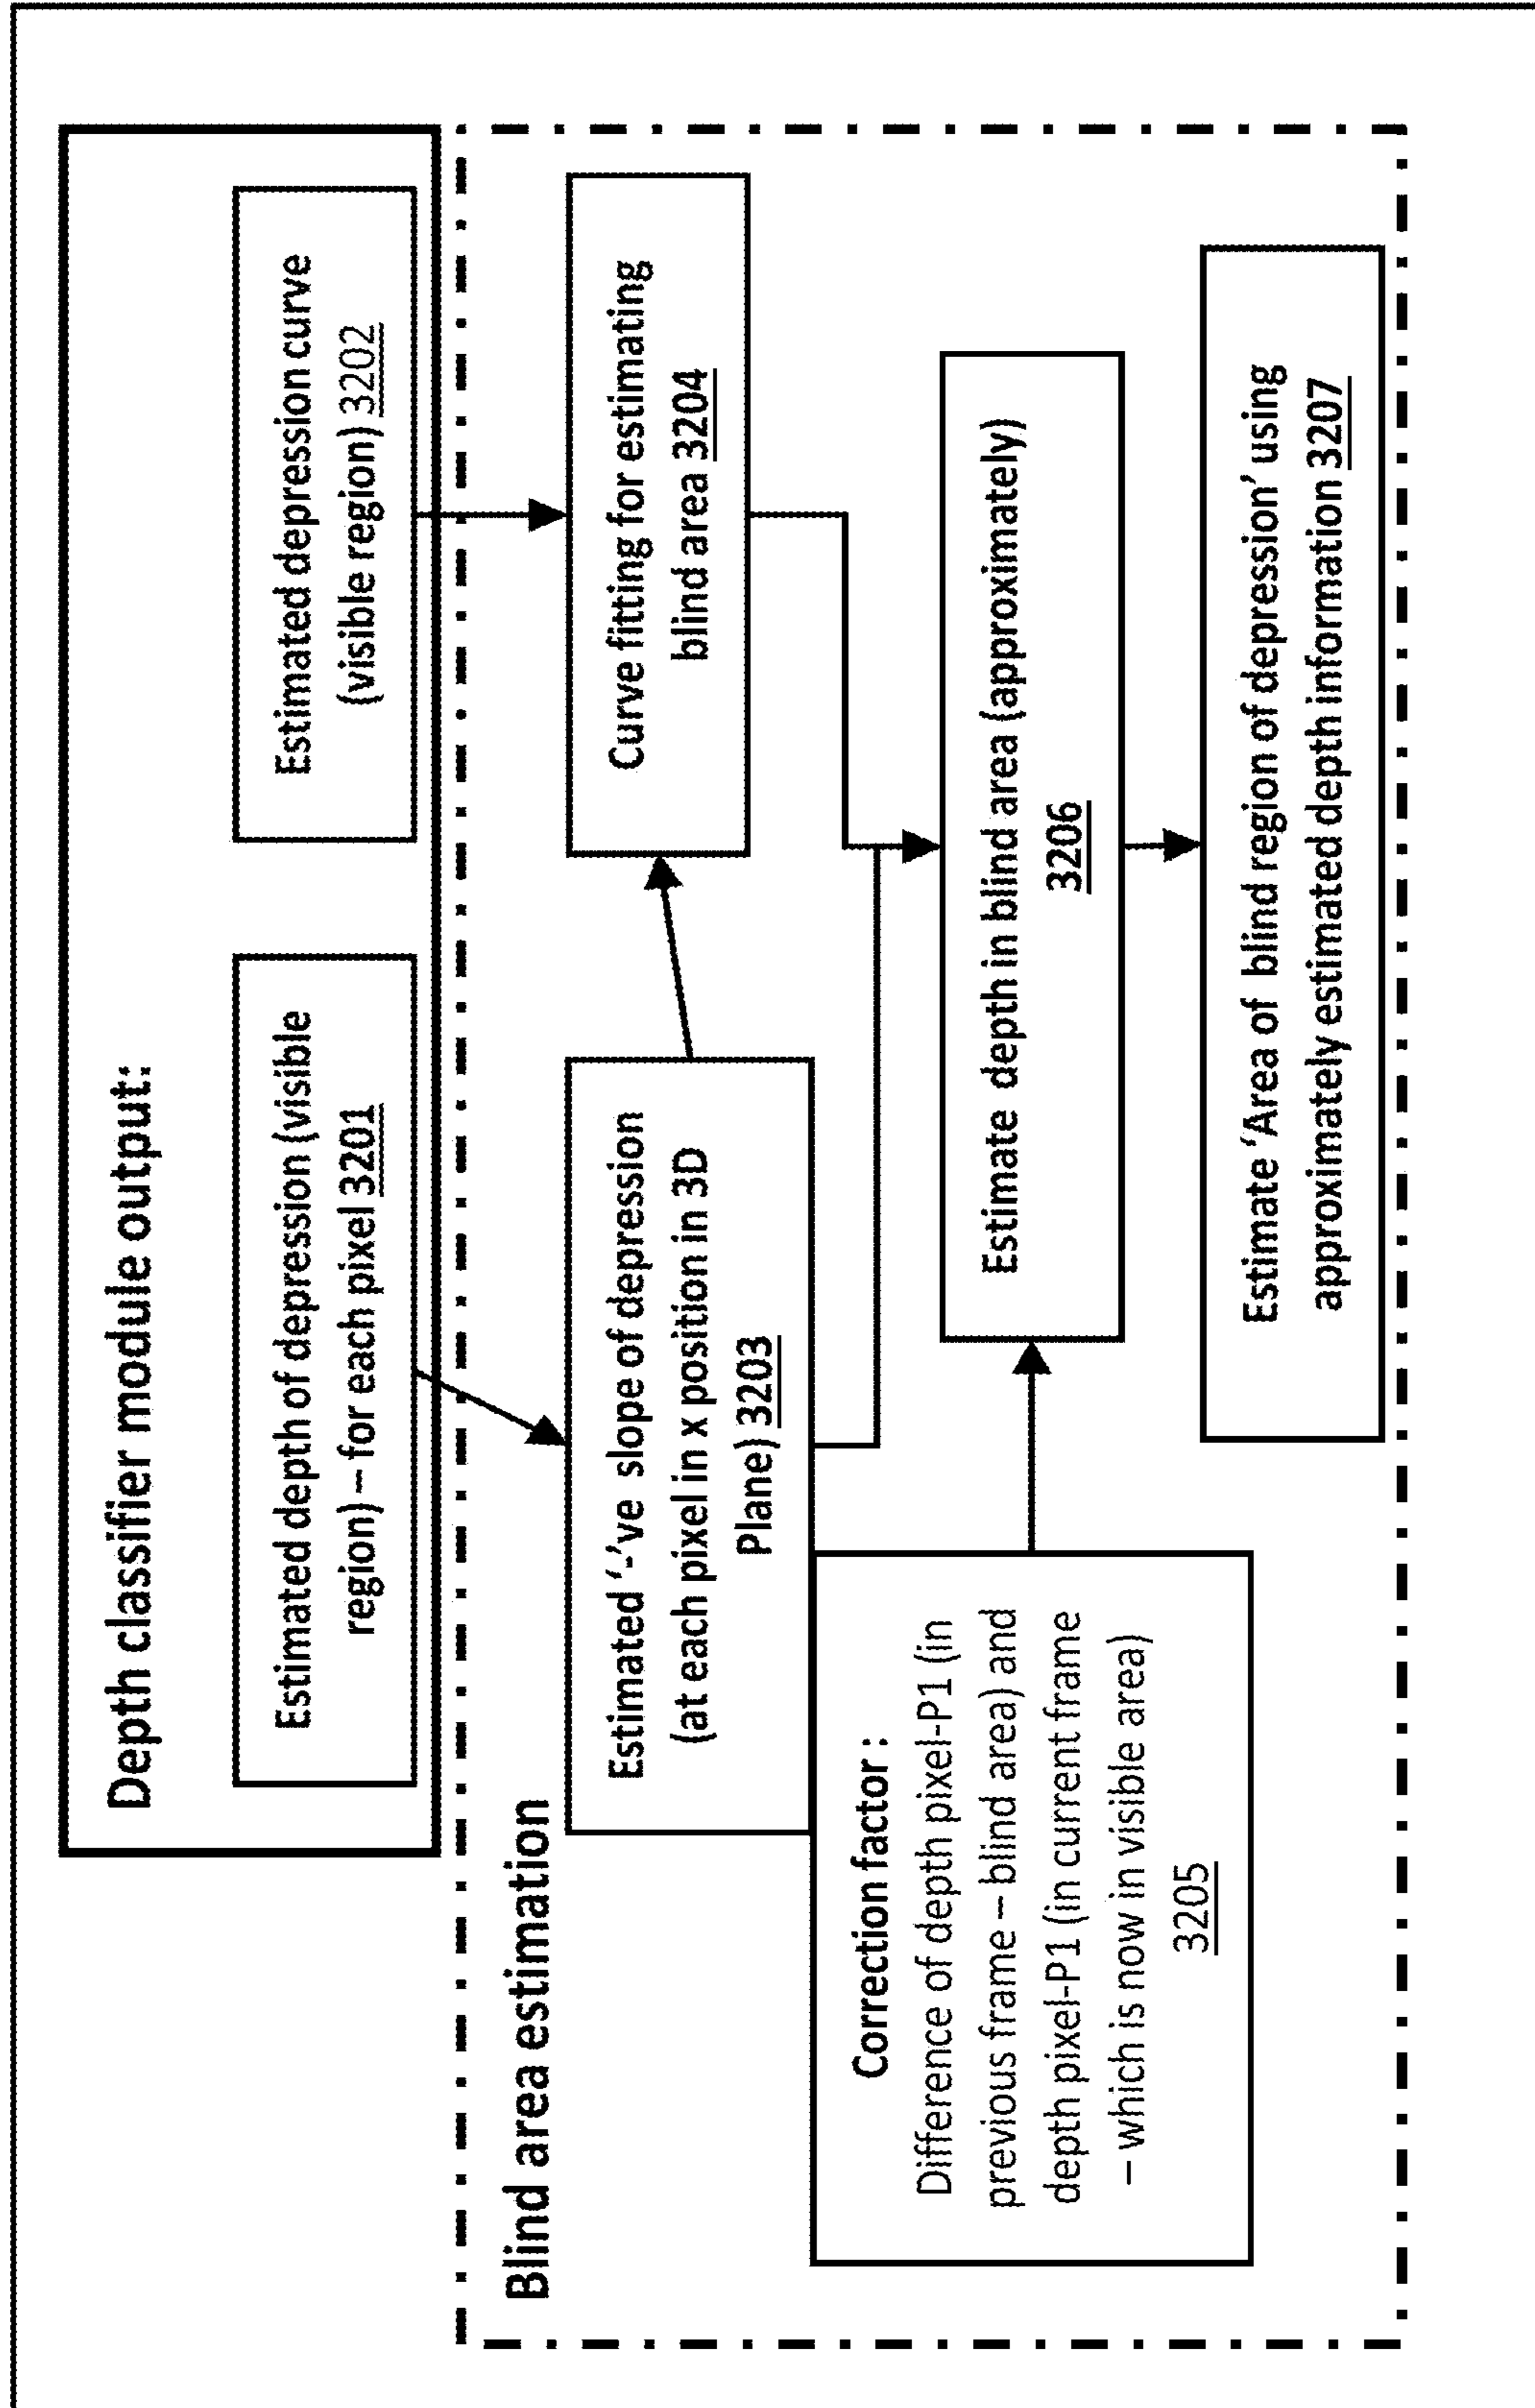 Depth classifier module output:
Estimated depth of depression (visible
region) – for each pixel 3201
Estimated depression curve
(visible region) 3202
Blind area estimation
Estimated '-'ve slope of depression
(at each pixel in x position in 3D
Plane) 3203
Curve fitting for estimating
blind area 3204
Correction factor:
Difference of depth pixel-P1 (in
previous frame – blind area) and
depth pixel-P1 (in current frame
– which is now in visible area)
3205
Estimate depth in blind area (approximately)
3206
Estimate 'Area of blind region of depression' using
approximately estimated depth information 3207